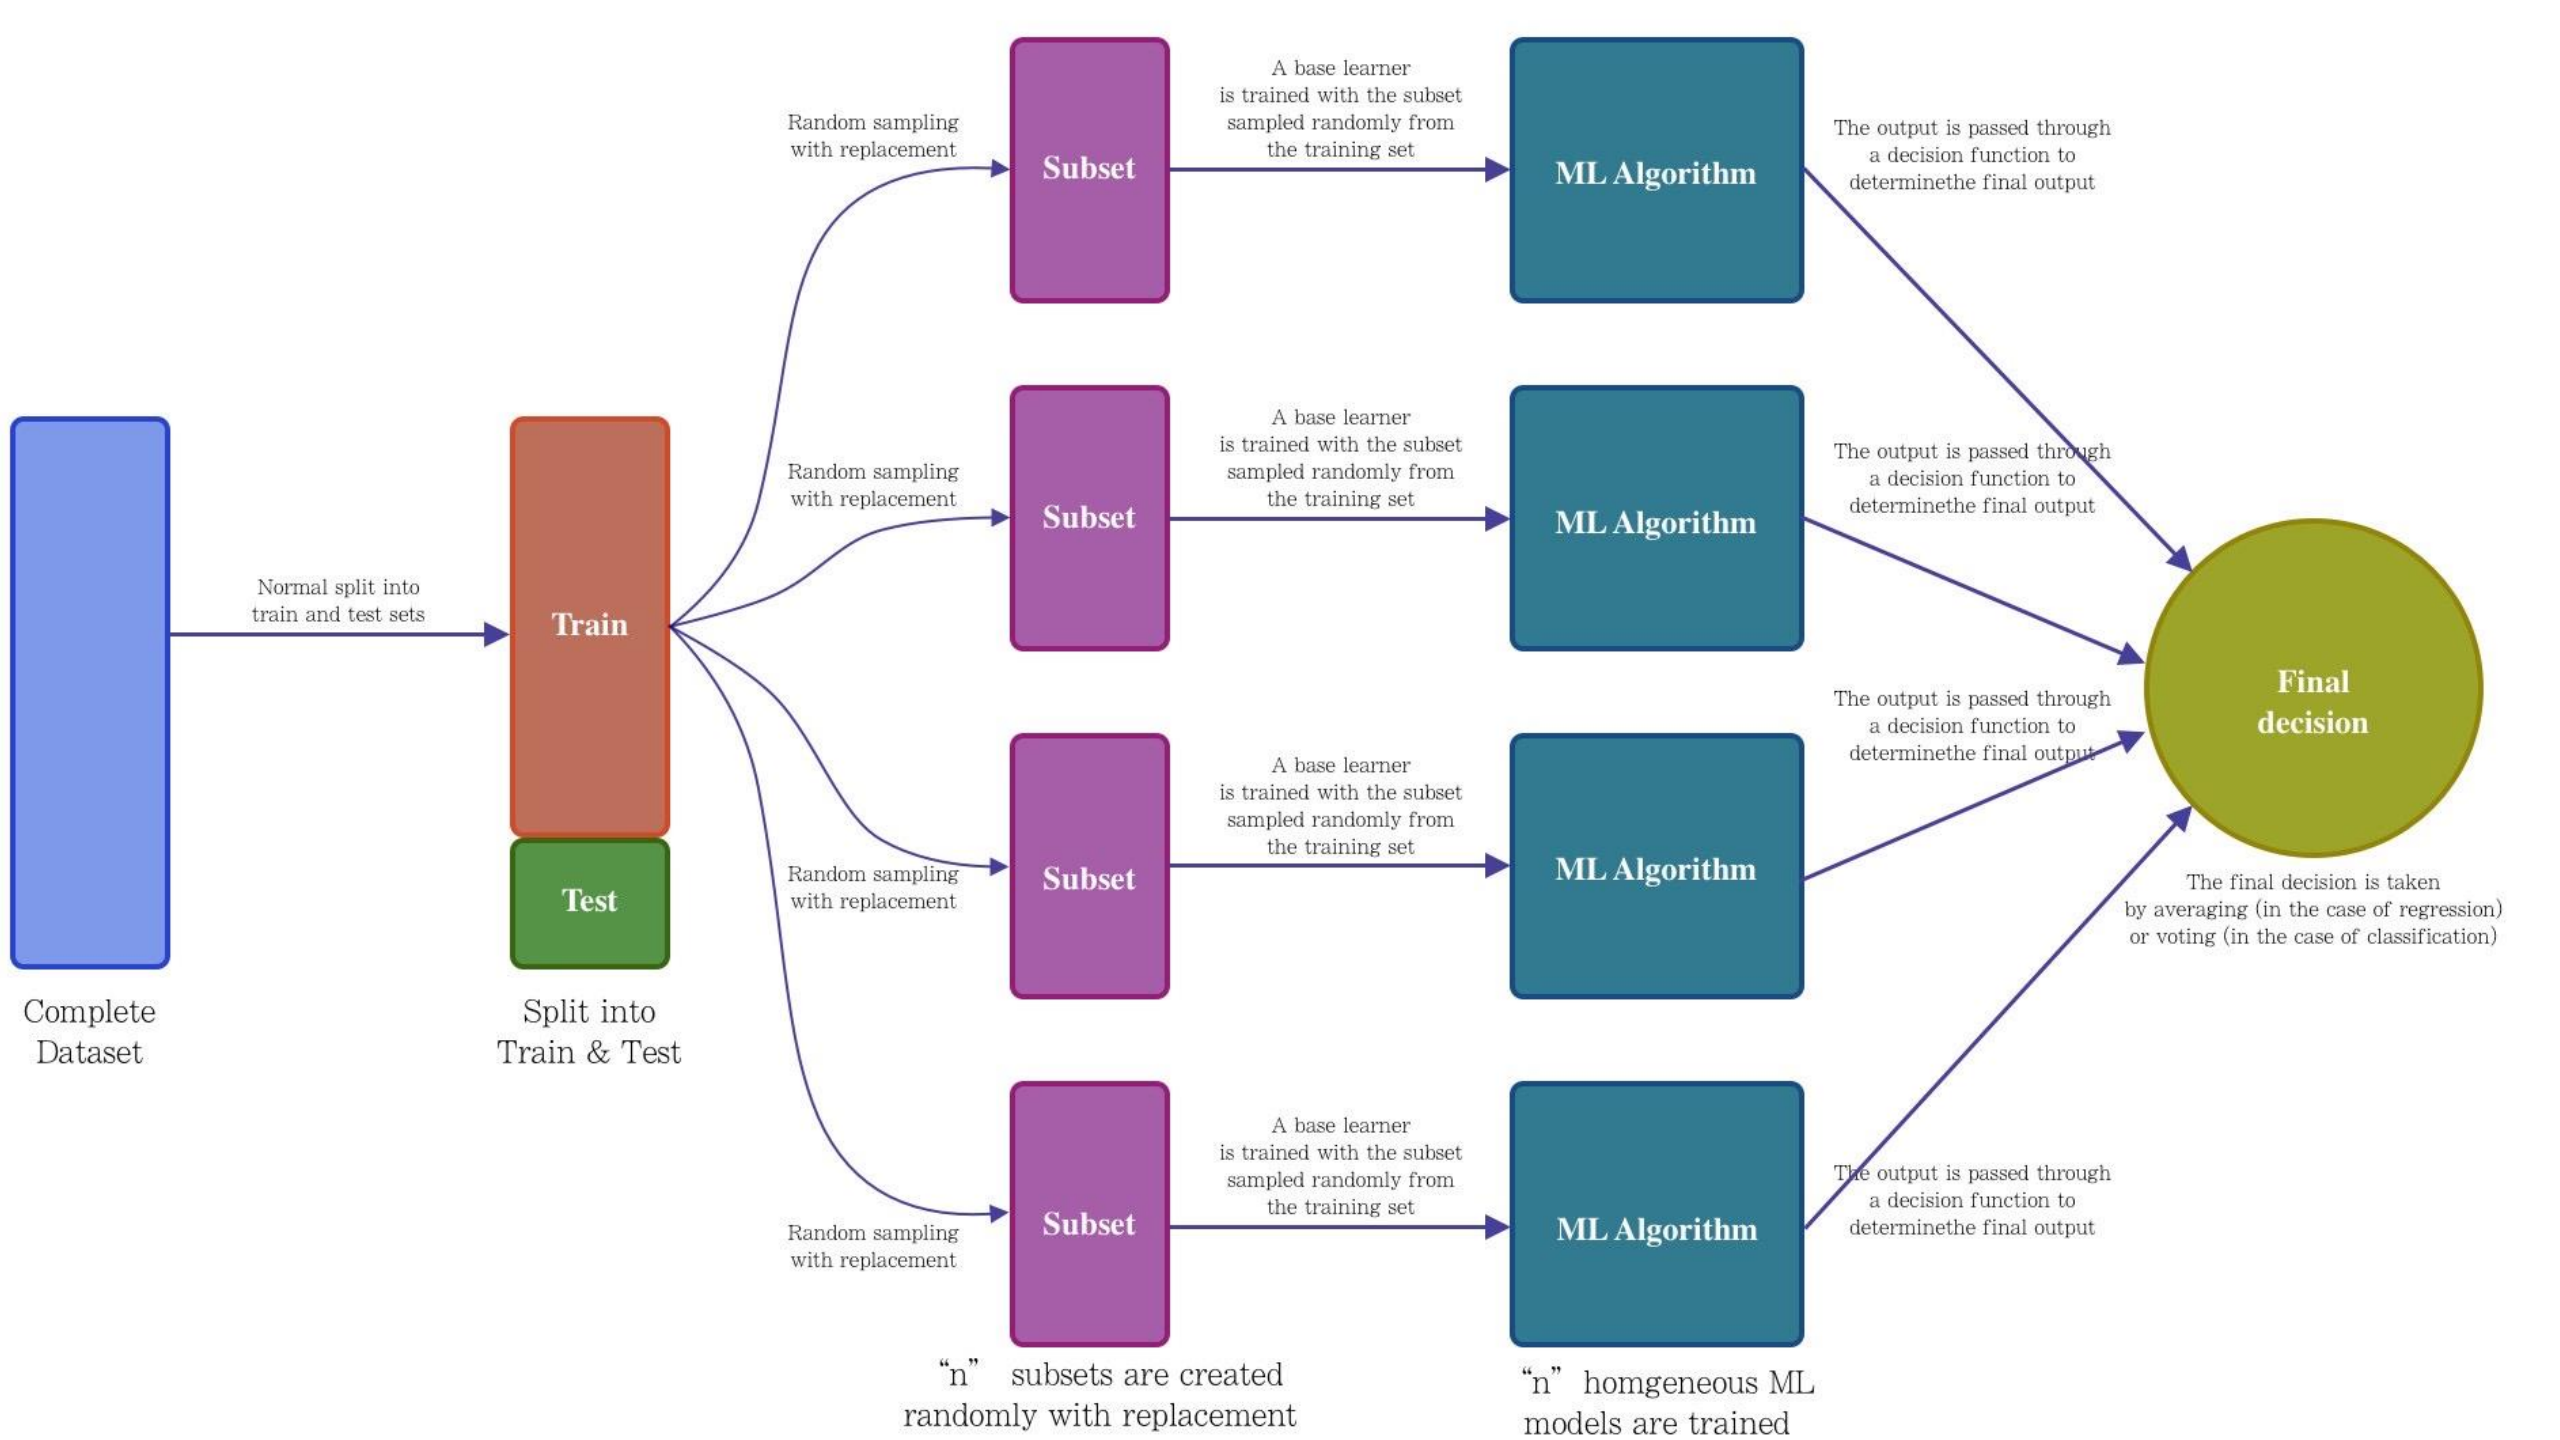 Complete
Dataset
Normal split into
train and test sets
Train
Test
Split into
Train & Test
Random sampling
with replacement
Subset
A base learner
is trained with the subset
sampled randomly from
the training set
ML Algorithm
The output is passed through
a decision function to
determinethe final output
Random sampling
with replacement
Subset
A base learner
is trained with the subset
sampled randomly from
the training set
ML Algorithm
The output is passed through
a decision function to
determinethe final output
Random sampling
with replacement
Subset
A base learner
is trained with the subset
sampled randomly from
the training set
ML Algorithm
The output is passed through
a decision function to
determinethe final output
Random sampling
with replacement
Subset
A base learner
is trained with the subset
sampled randomly from
the training set
ML Algorithm
The output is passed through
a decision function to
determinethe final output
“n” subsets are created
randomly with replacement
“n” homgeneous ML
models are trained
Final
decision
The final decision is taken
by averaging (in the case of regression)
or voting (in the case of classification)